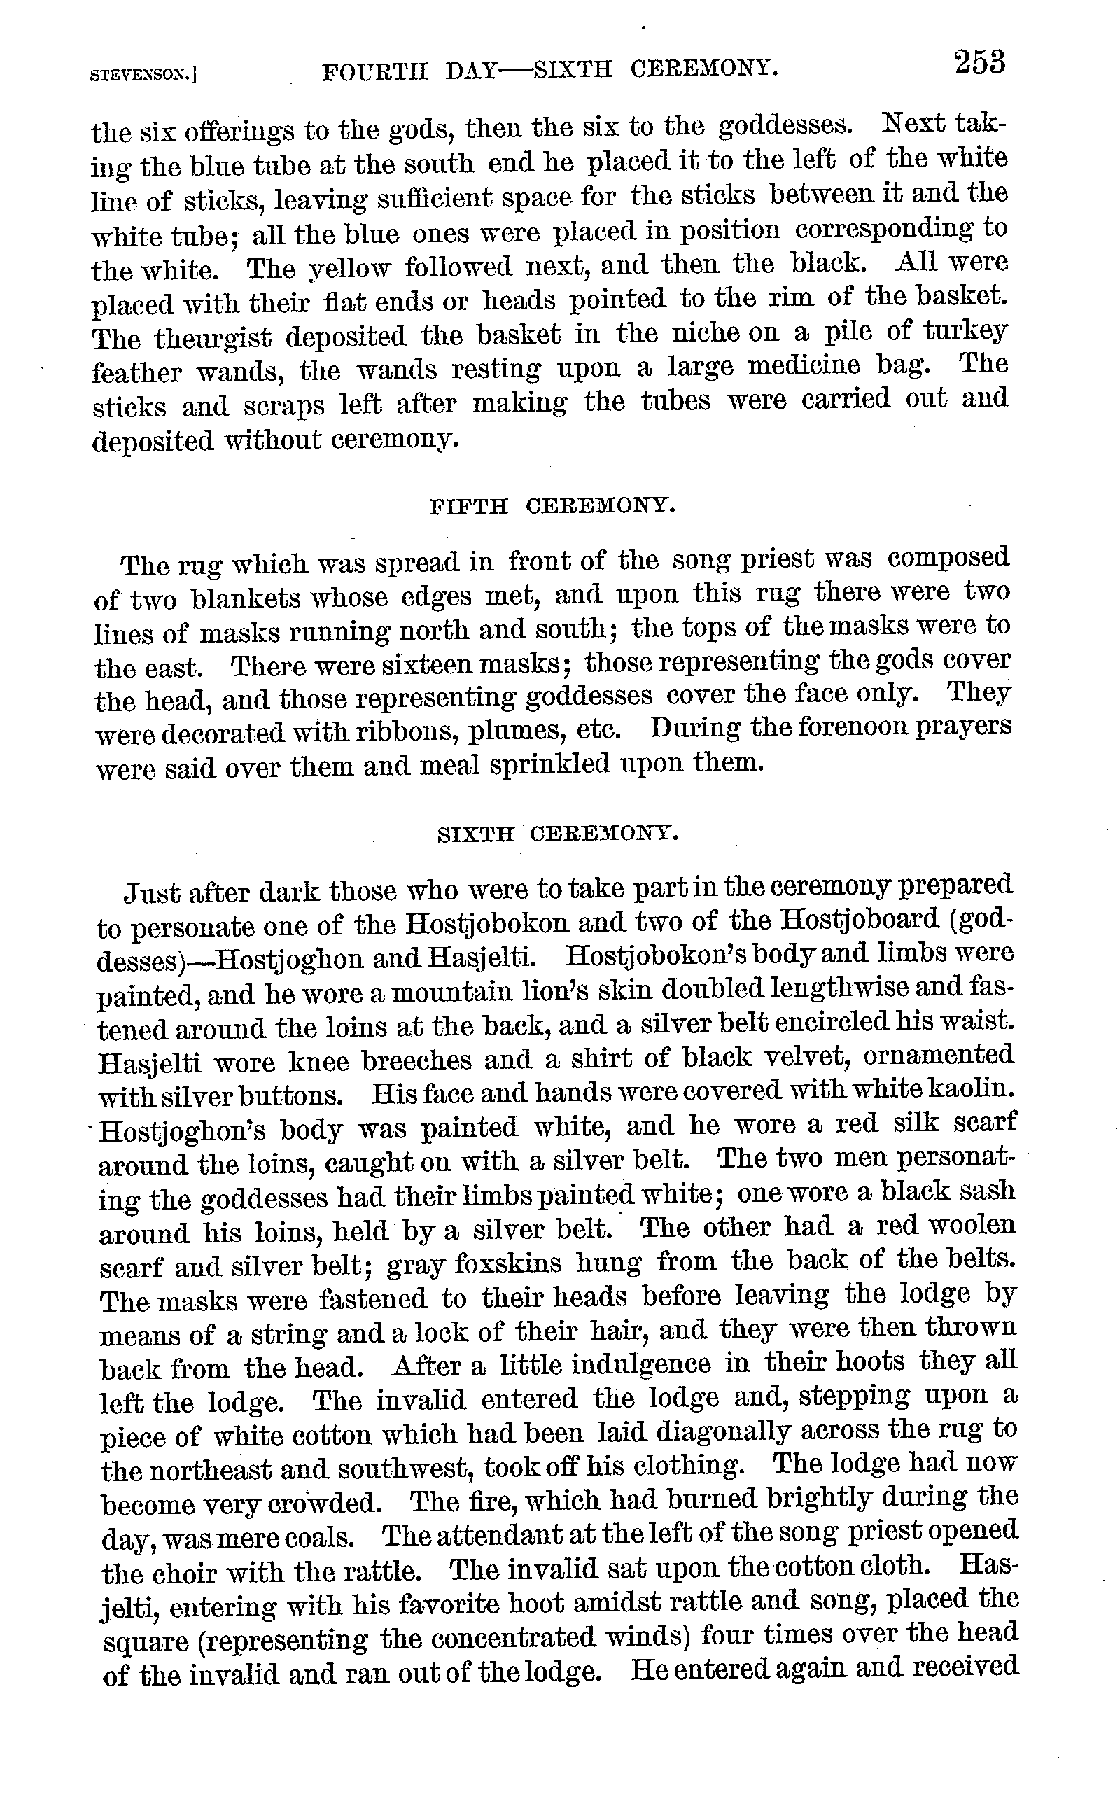 STEVENSON.] FOURTH DAY—SIXTH CEREMONY. 253
the six offerings to the gods, then the six to the goddesses. Next tak-
ing the blue tube at the south end he placed it to the left of the white
line of sticks, leaving sufficient space for the sticks between it and the
white tube; all the blue ones were placed in position corresponding to
the white. The yellow followed next, and then the black. All were
placed with their flat ends or heads pointed to the rim of the basket.
The theurgist deposited the basket in the niche on a pile of turkey
feather wands, the wands resting upon a large medicine bag. The
sticks and scraps left after making the tubes were carried out and
deposited without ceremony.
FIFTH CEREMONY.
The rug which was spread in front of the song priest was composed
of two blankets whose edges met, and upon this rug there were two
lines of masks running north and south; the tops of the masks were to
the east. There were sixteen masks; those representing the gods cover
the head, and those representing goddesses cover the face only. They
were decorated with ribbons, plumes, etc. During the forenoon prayers
were said over them and meal sprinkled upon them.
SIXTH CEREMONY.
Just after dark those who were to take part in the ceremony prepared
to personate one of the Hostjobokon and two of the Hostjoboard (god-
desses)—Hostjoghon and Hasjelti. Hostjobokon's body and limbs were
painted, and he wore a mountain lion's skin doubled lengthwise and fas-
tened around the loins at the back, and a silver belt encircled his waist.
Hasjelti wore knee breeches and a shirt of black velvet, ornamented
with silver buttons. His face and hands were covered with white kaolin.
Hostjoghon's body was painted white, and he wore a red silk scarf
around the loins, caught on with a silver belt. The two men personat-
ing the goddesses had their limbs painted white; one wore a black sash
around his loins, held by a silver belt. The other had a red woolen
scarf and silver belt; gray foxskins hung from the back of the belts.
The masks were fastened to their heads before leaving the lodge by
means of a string and a lock of their hair, and they were then thrown
back from the head. After a little indulgence in their hoots they all
left the lodge. The invalid entered the lodge and, stepping upon a
piece of white cotton which had been laid diagonally across the rug to
the northeast and southwest, took off his clothing. The lodge had now
become very crowded. The fire, which had burned brightly during the
day, was mere coals. The attendant at the left of the song priest opened
the choir with the rattle. The invalid sat upon the cotton cloth. Has-
jelti, entering with his favorite hoot amidst rattle and song, placed the
square (representing the concentrated winds) four times over the head
of the invalid and ran out of the lodge. He entered again and received